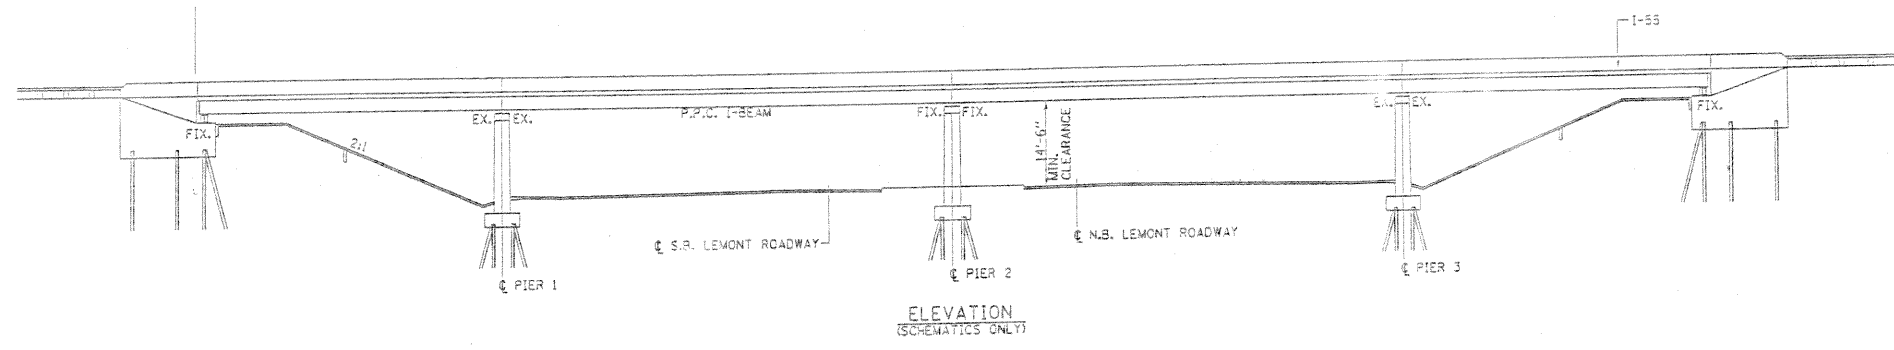 I-55
EX. EX.
P.P.C. I-BEAM
FIX. FIX.
EX. EX.
FIX.
FIX.
2:1
14'-6"
MIN.
CLEARANCE
℄ S.B. LEMONT ROADWAY
℄ N.B. LEMONT ROADWAY
℄ PIER 1
℄ PIER 2
℄ PIER 3
ELEVATION
(SCHEMATICS ONLY)